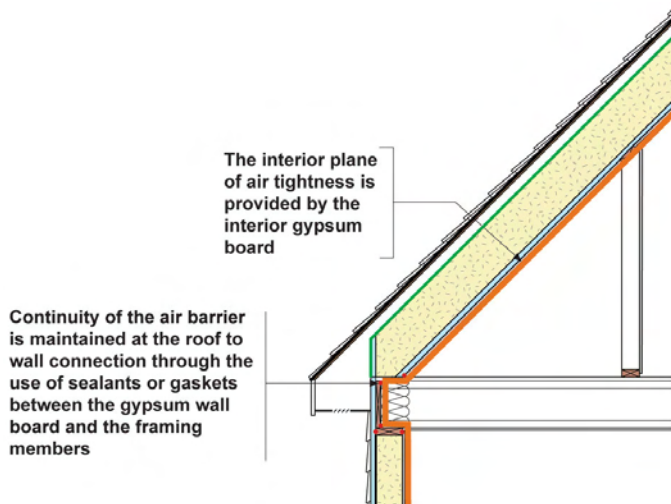 The interior plane
of air tightness is
provided by the
interior gypsum
board
Continuity of the air barrier
is maintained at the roof to
wall connection through the
use of sealants or gaskets
between the gypsum wall
board and the framing
members